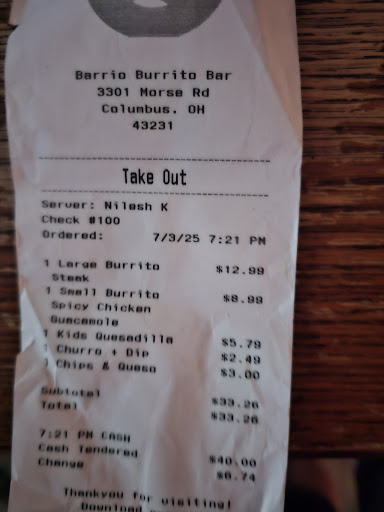 Barrio Burrito Bar
3301 Morse Rd
Columbus, OH
43231
Take Out
Server: Nilesh K
Check #100
Ordered: 7/3/25 7:21 PM
1 Large Burrito $12.99
Steak
1 Small Burrito $8.99
Spicy Chicken
Guacamole
1 Kids Quesadilla $5.79
1 Churro + Dip $2.49
Chips & Queso $3.00
Subtotal $33.26
Total $33.26
7:21 PM CASH
Cash Tendered $40.00
Change $6.74
Thankyou for visiting!
Download